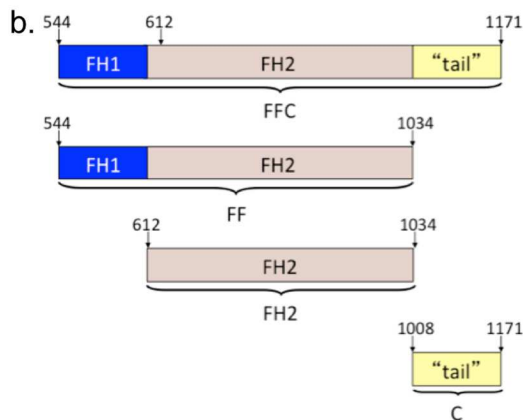 b.
544 612 1171
FH1 FH2 “tail”
FFC
544 1034
FH1 FH2
FF
612 1034
FH2
FH2
1008 1171
“tail”
C